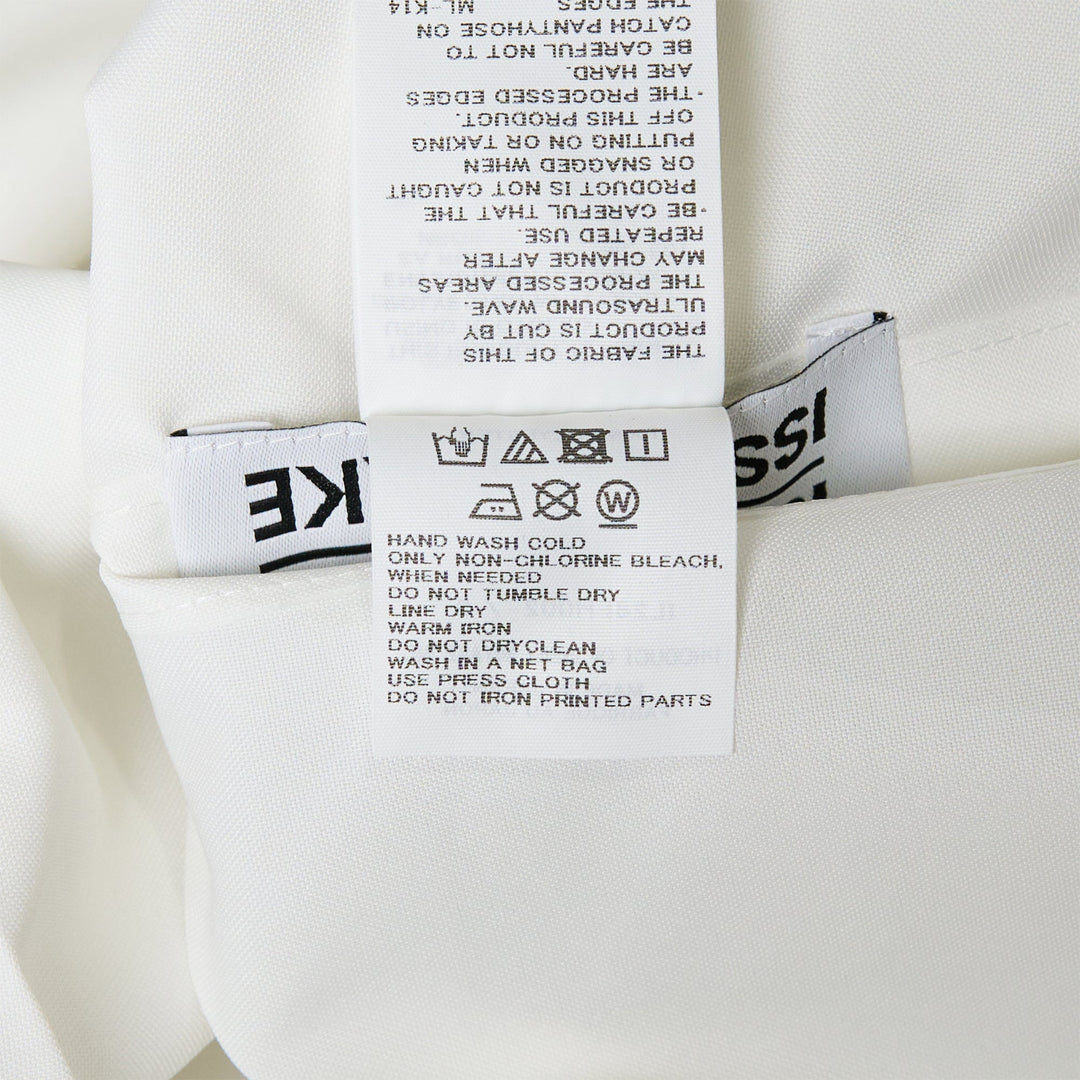 THE FABRIC OF THIS
PRODUCT IS CUT BY
ULTRASOUND WAVE.
THE PROCESSED AREAS
MAY CHANGE AFTER
REPEATED USE.
·BE CAREFUL THAT THE
PRODUCT IS NOT CAUGHT
OR SNAGGED WHEN
PUTTING ON OR TAKING
OFF THIS PRODUCT.
·THE PROCESSED EDGES
ARE HARD.
BE CAREFUL NOT TO
CATCH PANTYHOSE ON
THE EDGES
ML-K14
ISSI
KE
W
HAND WASH COLD
ONLY NON-CHLORINE BLEACH,
WHEN NEEDED
DO NOT TUMBLE DRY
LINE DRY
WARM IRON
DO NOT DRYCLEAN
WASH IN A NET BAG
USE PRESS CLOTH
DO NOT IRON PRINTED PARTS